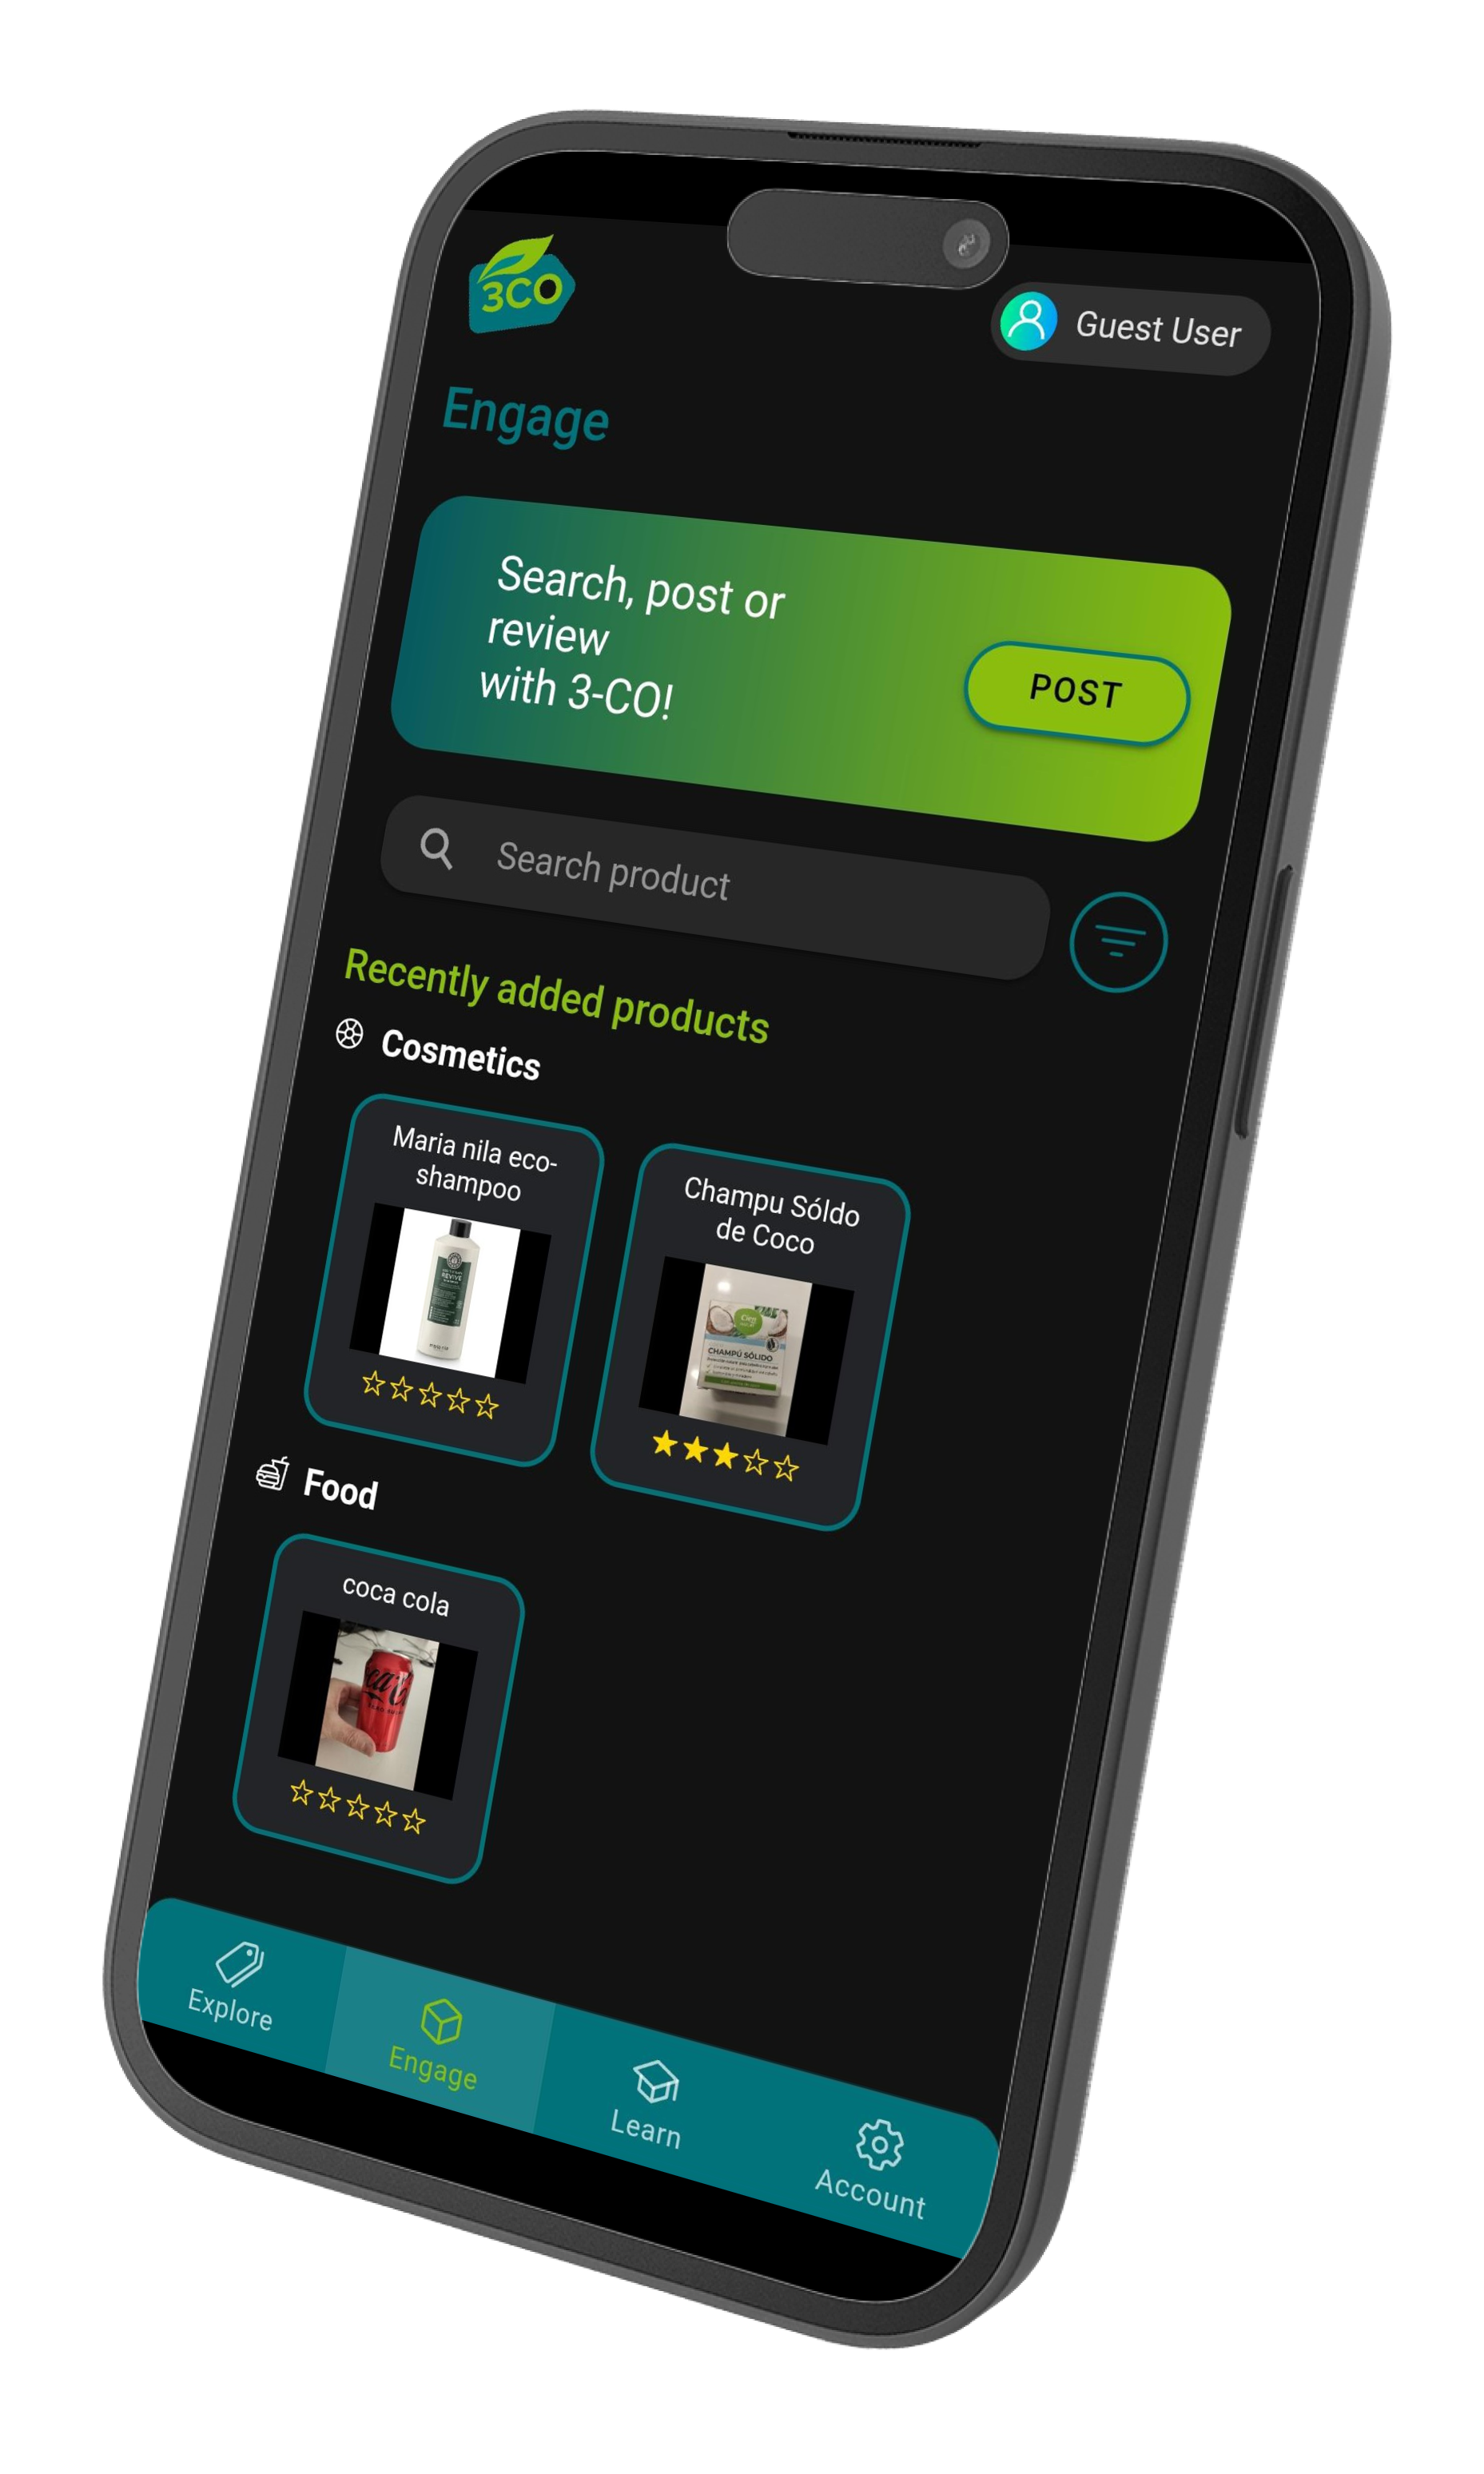 3CO
Guest User
Engage
Search, post or
review
with 3-CO!
POST
Search product
Recently added products
Cosmetics
Maria nila eco-
shampoo
REVIVE
Champu Sóldo
de Coco
Cien
CHAMPÚ SÓLIDO
Food
coca cola
Explore
Engage
Learn
Account